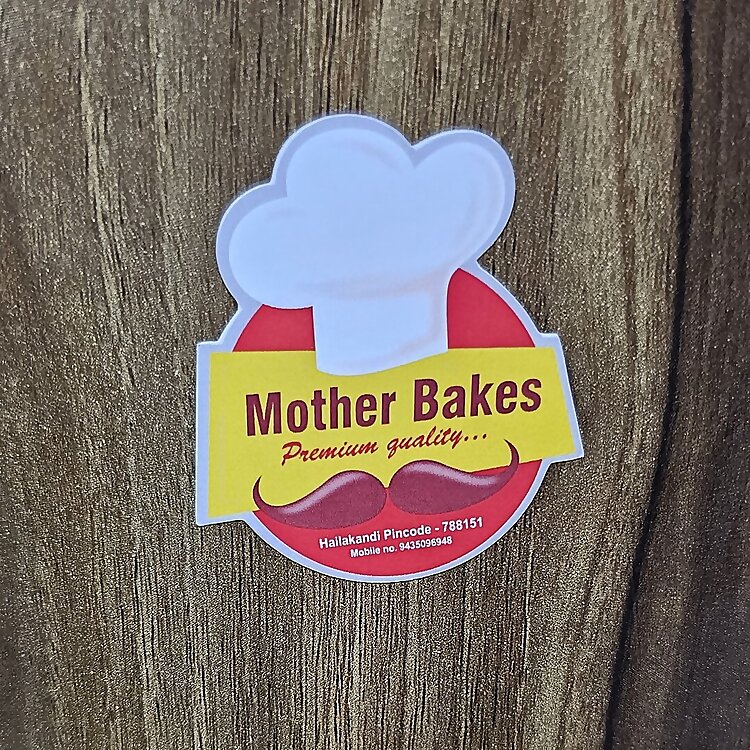 Mother Bakes
Premium quality...
Hailakandi Pincode - 788151
Mobile no. 9435096948